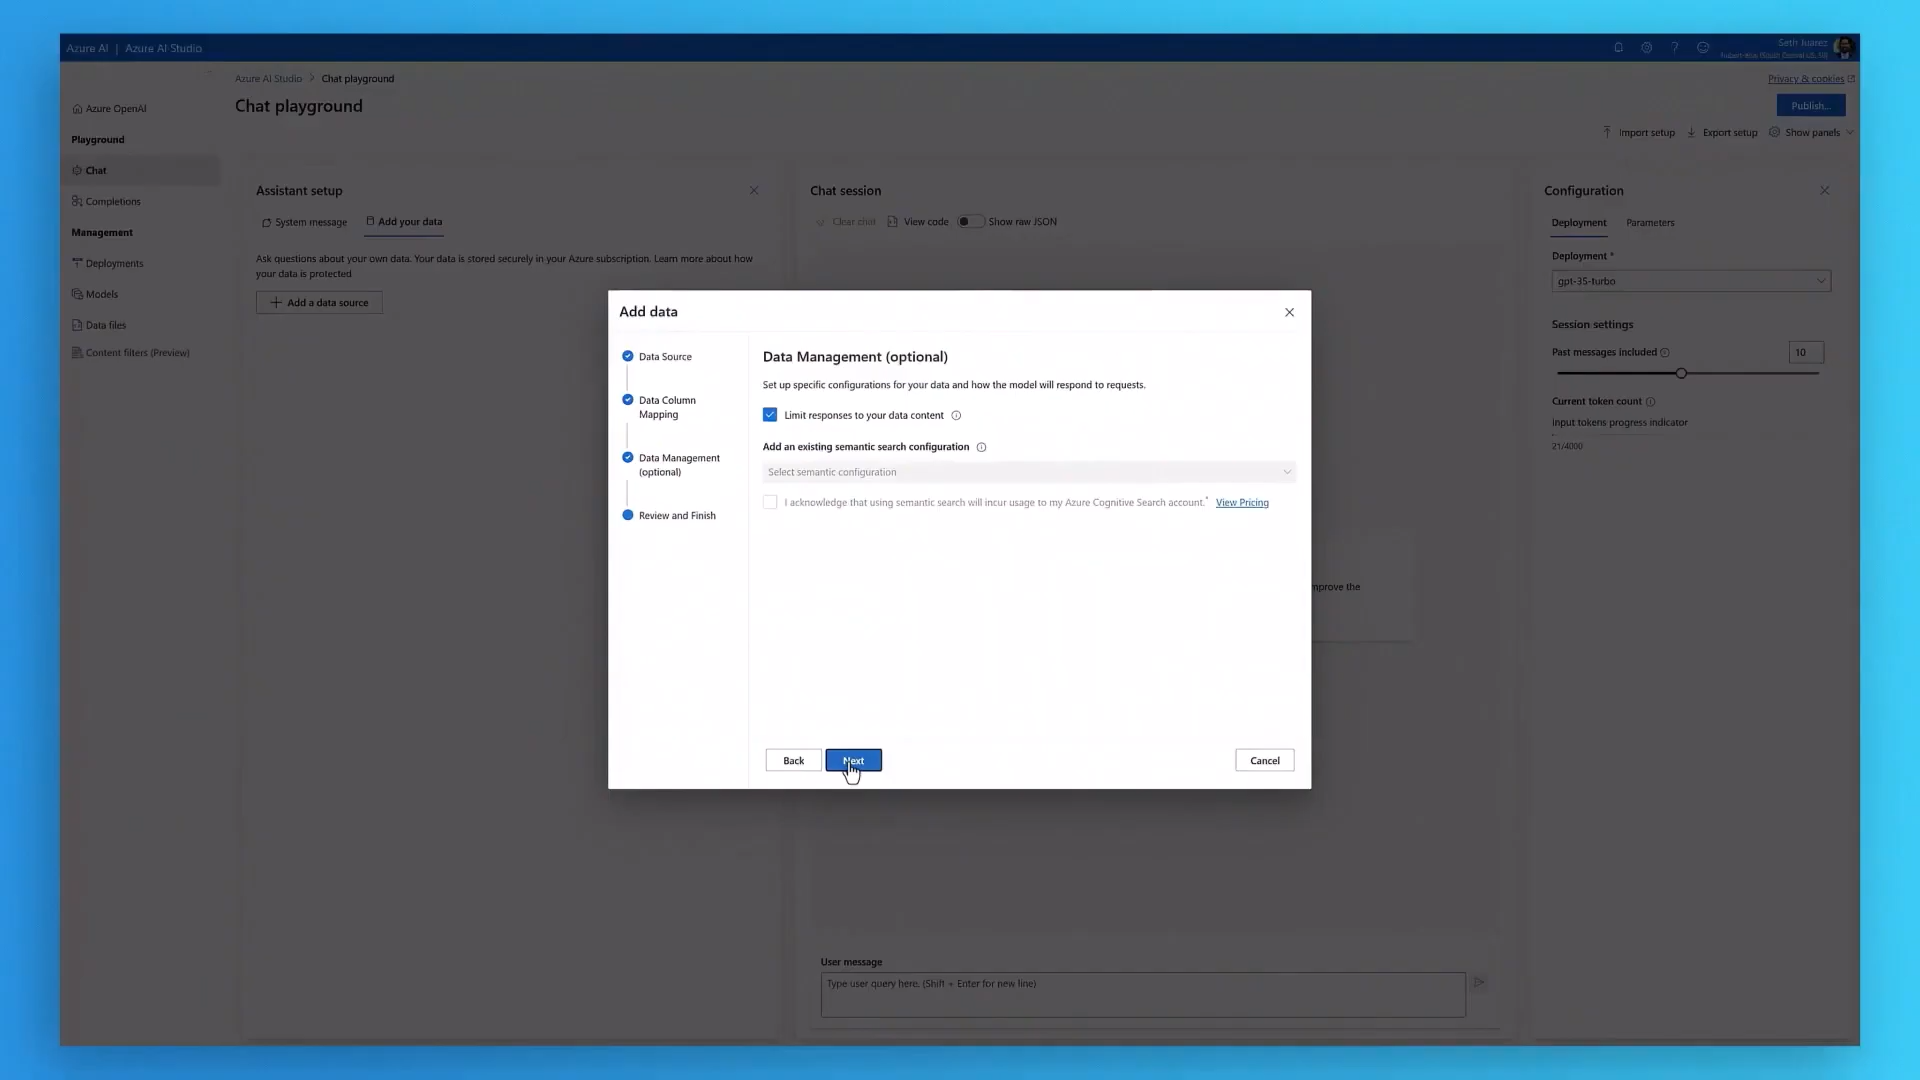 Azure AI | Azure AI Studio
Seth Juarez
Azure AI Studio > Chat playground
Privacy & cookies
Chat playground
Publish...
Import setup
Export setup
Show panels
Azure OpenAI
Playground
Chat
Completions
Management
Deployments
Models
Data files
Content filters (Preview)
Assistant setup
System message
Add your data
Ask questions about your own data. Your data is stored securely in your Azure subscription. Learn more about how
your data is protected
Add a data source
Chat session
Clear chat
View code
Show raw JSON
mprove the
User message
Type user query here. (Shift + Enter for new line)
Configuration
Deployment
Parameters
Deployment *
gpt-35-turbo
Session settings
Past messages included
10
Current token count
Input tokens progress indicator
21/4000
Add data
Data Source
Data Column
Mapping
Data Management
(optional)
Review and Finish
Data Management (optional)
Set up specific configurations for your data and how the model will respond to requests.
Limit responses to your data content
Add an existing semantic search configuration
Select semantic configuration
I acknowledge that using semantic search will incur usage to my Azure Cognitive Search account.* View Pricing
Back
Next
Cancel